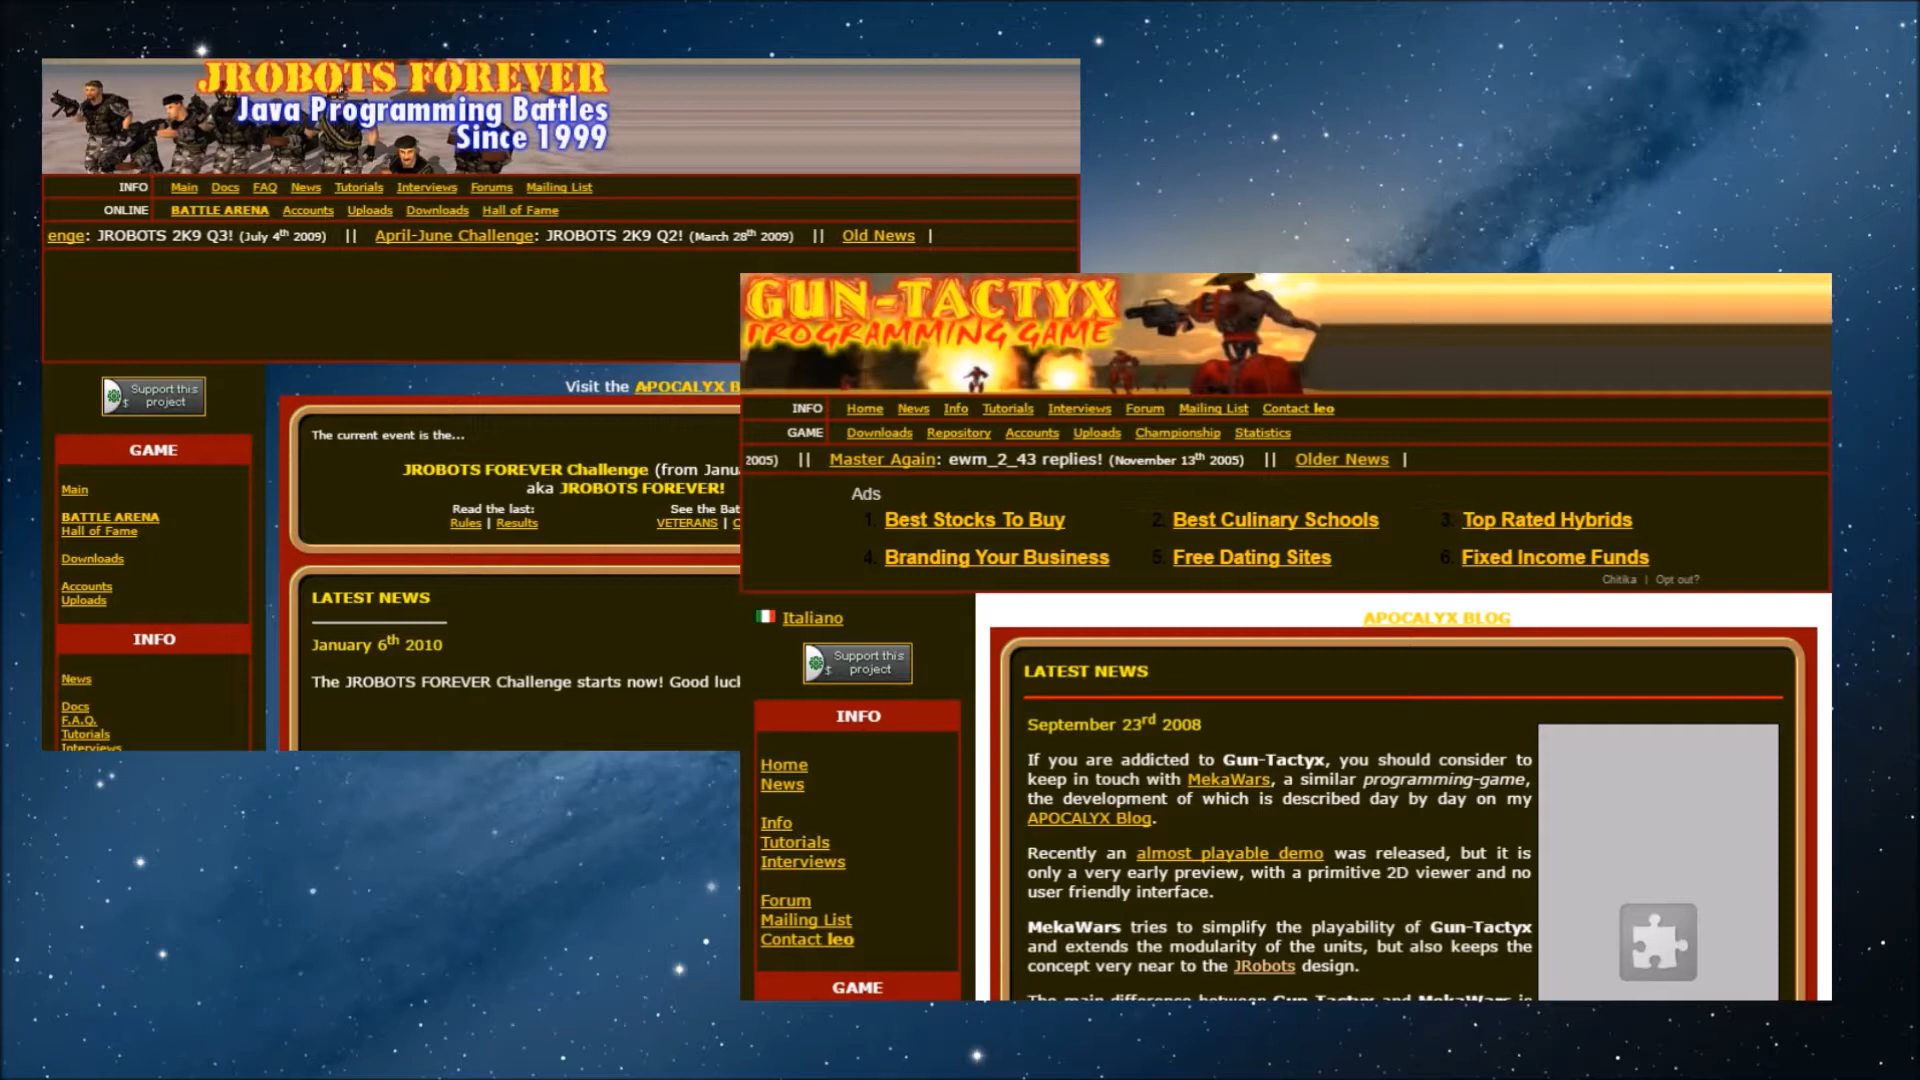 JROBOTS FOREVER
Java Programming Battles
Since 1999
INFO Main Docs FAQ News Tutorials Interviews Forums Mailing List
ONLINE BATTLE ARENA Accounts Uploads Downloads Hall of Fame
enge: JROBOTS 2K9 Q3! (July 4th 2009) || April-June Challenge: JROBOTS 2K9 Q2! (March 28th 2009) || Old News |
Support this
$ project
GAME
Main
BATTLE ARENA
Hall of Fame
Downloads
Accounts
Uploads
INFO
News
Docs
F.A.Q.
Tutorials
Interviews
Visit the APOCALYX B
The current event is the...
JROBOTS FOREVER Challenge (from Janu
aka JROBOTS FOREVER!
Read the last: See the Bat
Rules | Results VETERANS |
LATEST NEWS
January 6th 2010
The JROBOTS FOREVER Challenge starts now! Good luck
GUN-TACTYX
PROGRAMMING GAME
INFO Home News Info Tutorials Interviews Forum Mailing List Contact leo
GAME Downloads Repository Accounts Uploads Championship Statistics
2005) || Master Again: ewm_2_43 replies! (November 13th 2005) || Older News |
Ads
1. Best Stocks To Buy 2. Best Culinary Schools 3. Top Rated Hybrids
4. Branding Your Business 5. Free Dating Sites 6. Fixed Income Funds
Chitika | Opt out?
Italiano
Support this
$ project
INFO
Home
News
Info
Tutorials
Interviews
Forum
Mailing List
Contact leo
GAME
APOCALYX BLOG
LATEST NEWS
September 23rd 2008
If you are addicted to Gun-Tactyx, you should consider to
keep in touch with MekaWars, a similar programming-game,
the development of which is described day by day on my
APOCALYX Blog.
Recently an almost playable demo was released, but it is
only a very early preview, with a primitive 2D viewer and no
user friendly interface.
MekaWars tries to simplify the playability of Gun-Tactyx
and extends the modularity of the units, but also keeps the
concept very near to the JRobots design.
The main difference between Gun-Tactyx and MekaWars is